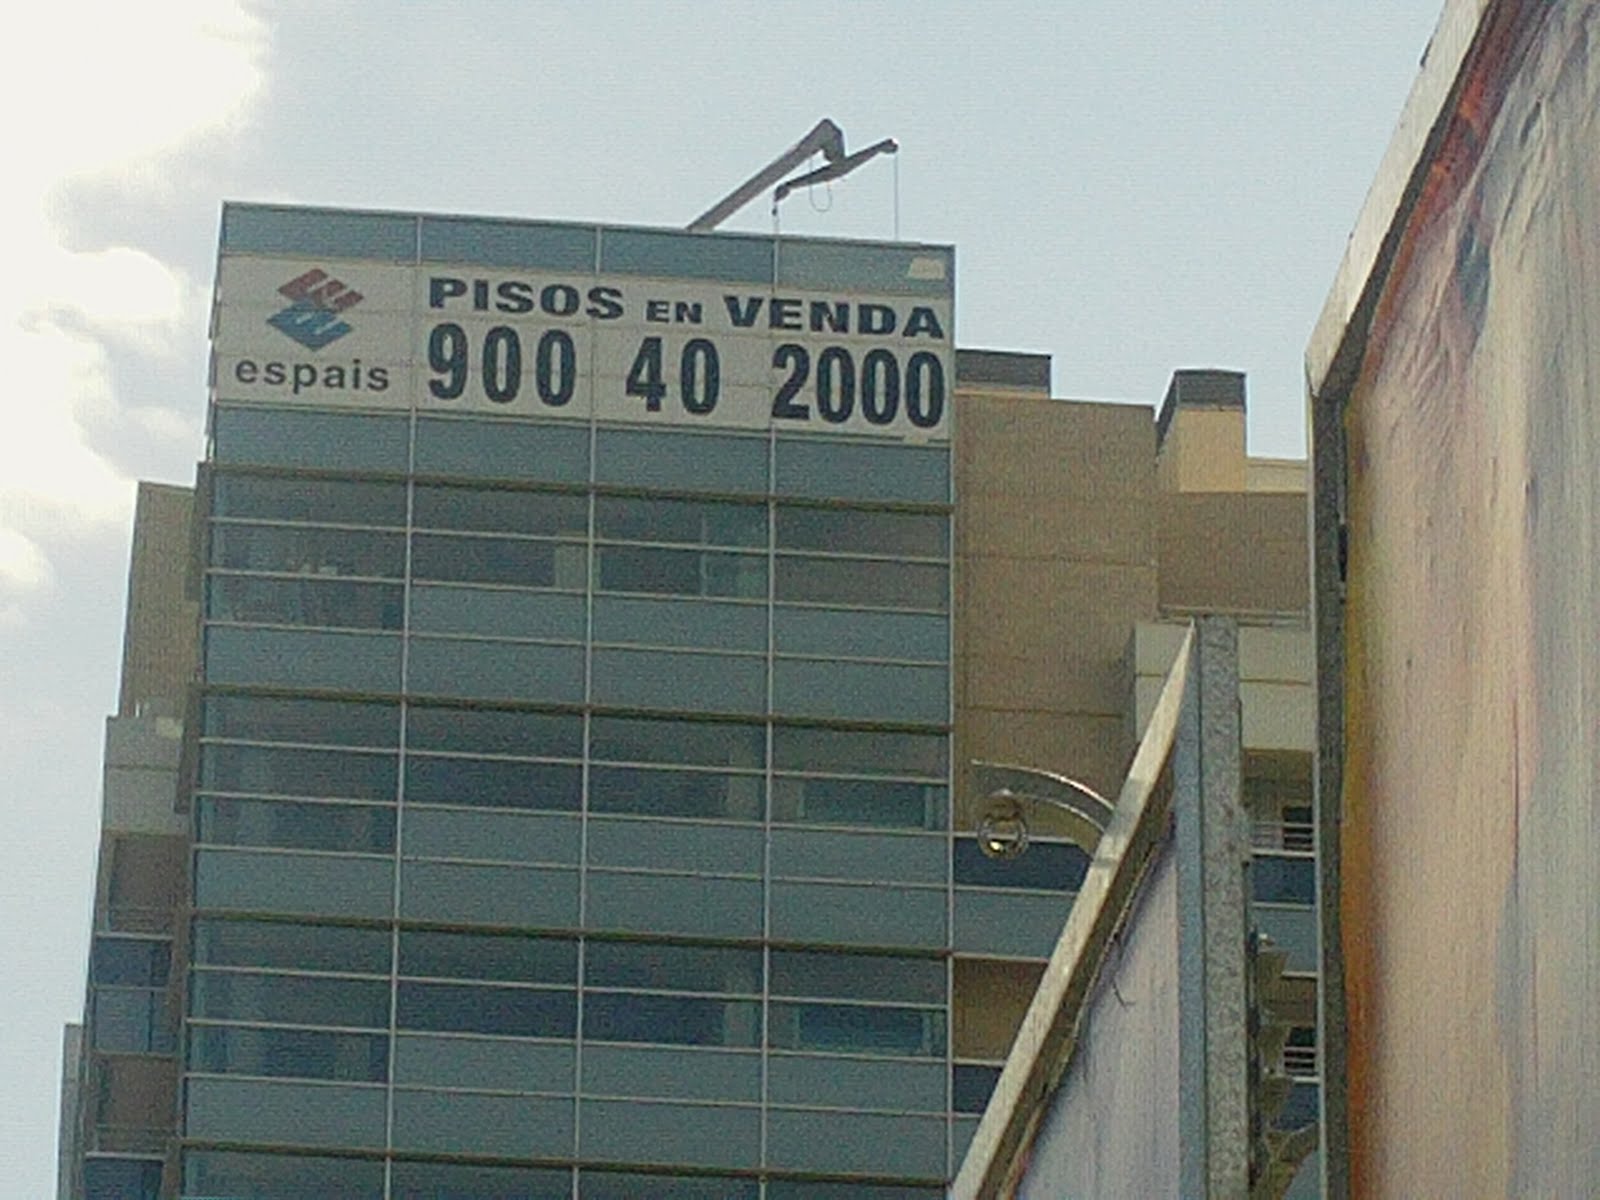 PISOS EN VENDA
900 40 2000
espais